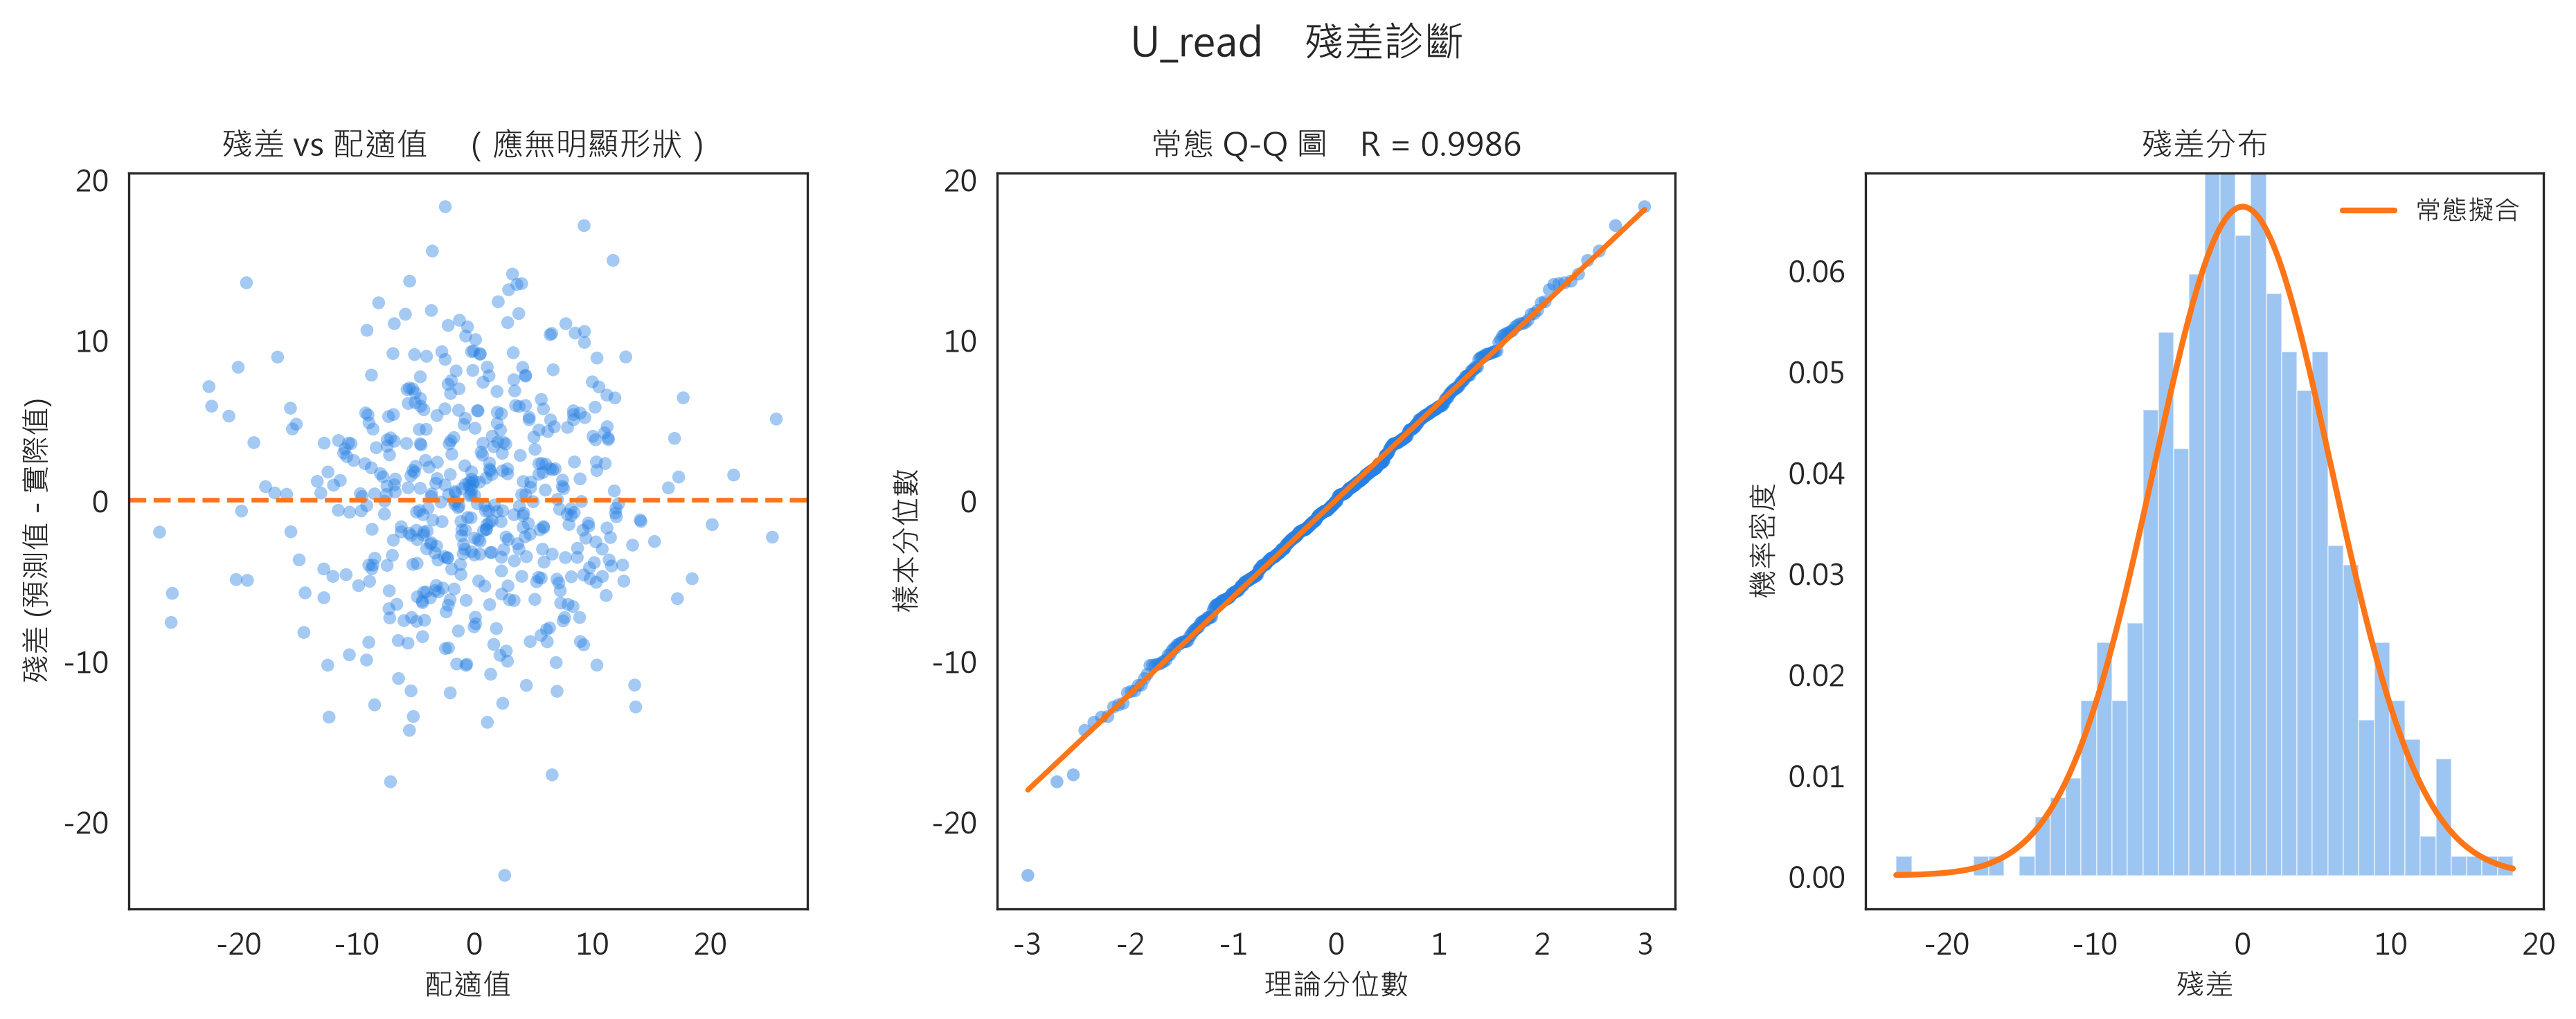 U_read　殘差診斷
殘差 vs 配適值　（應無明顯形狀）
20
10
0
-10
-20
殘差 (預測值 - 實際值)
-20 -10 0 10 20
配適值
常態 Q-Q 圖　R = 0.9986
20
10
0
-10
-20
樣本分位數
-3 -2 -1 0 1 2 3
理論分位數
殘差分布
常態擬合
0.06
0.05
0.04
0.03
0.02
0.01
0.00
機率密度
-20 -10 0 10 20
殘差